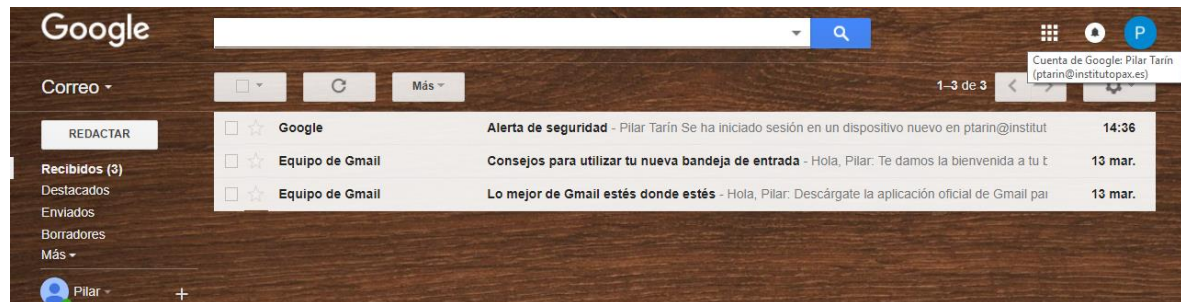 Google
P
Cuenta de Google: Pilar Tarín
(ptarin@institutopax.es)
Correo
Más
1–3 de 3
REDACTAR
Google Alerta de seguridad - Pilar Tarín Se ha iniciado sesión en un dispositivo nuevo en ptarin@institut 14:36
Recibidos (3)
Equipo de Gmail Consejos para utilizar tu nueva bandeja de entrada - Hola, Pilar: Te damos la bienvenida a tu 13 mar.
Destacados
Equipo de Gmail Lo mejor de Gmail estés donde estés - Hola, Pilar: Descárgate la aplicación oficial de Gmail par 13 mar.
Enviados
Borradores
Más
Pilar
+